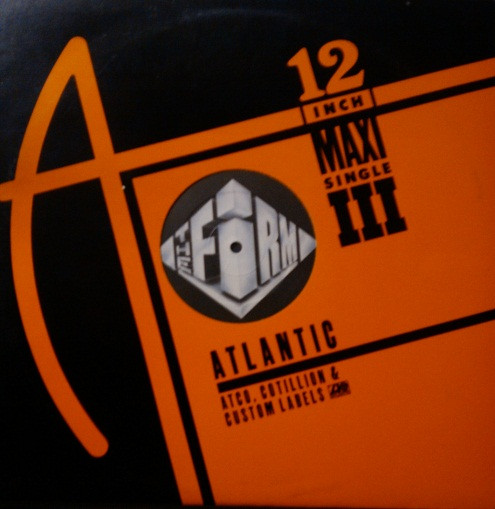 12
INCH
MAXI
SINGLE
III
THE FIRM
ATLANTIC
ATCO, COTILLION &
CUSTOM LABELS